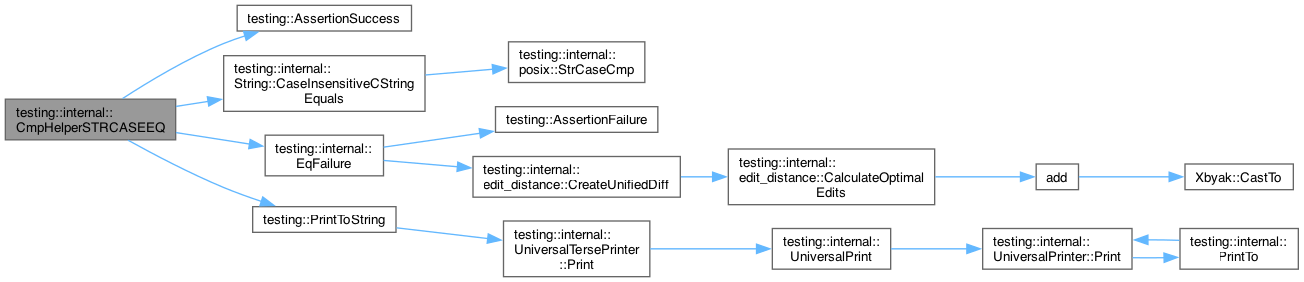 testing::AssertionSuccess
testing::internal::
String::CaseInsensitiveCString
Equals
testing::internal::
posix::StrCaseCmp
testing::internal::
CmpHelperSTRCASEEQ
testing::internal::
EqFailure
testing::AssertionFailure
testing::internal::
edit_distance::CreateUnifiedDiff
testing::internal::
edit_distance::CalculateOptimal
Edits
add
Xbyak::CastTo
testing::PrintToString
testing::internal::
UniversalTersePrinter
::Print
testing::internal::
UniversalPrint
testing::internal::
UniversalPrinter::Print
testing::internal::
PrintTo